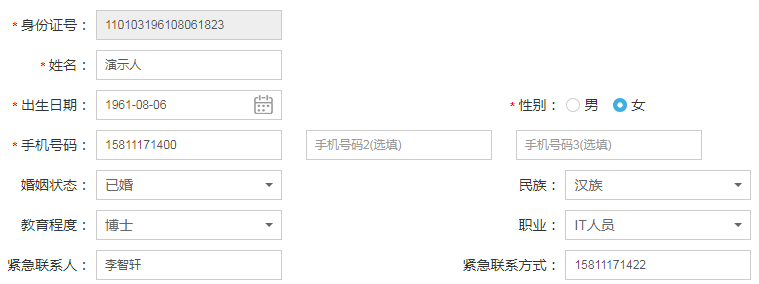 * 身份证号： 110103196108061823
* 姓名： 演示人
* 出生日期： 1961-08-06 * 性别： 男 女
* 手机号码： 15811171400 手机号码2(选填) 手机号码3(选填)
婚姻状态： 已婚 民族： 汉族
教育程度： 博士 职业： IT人员
紧急联系人： 李智轩 紧急联系方式： 15811171422